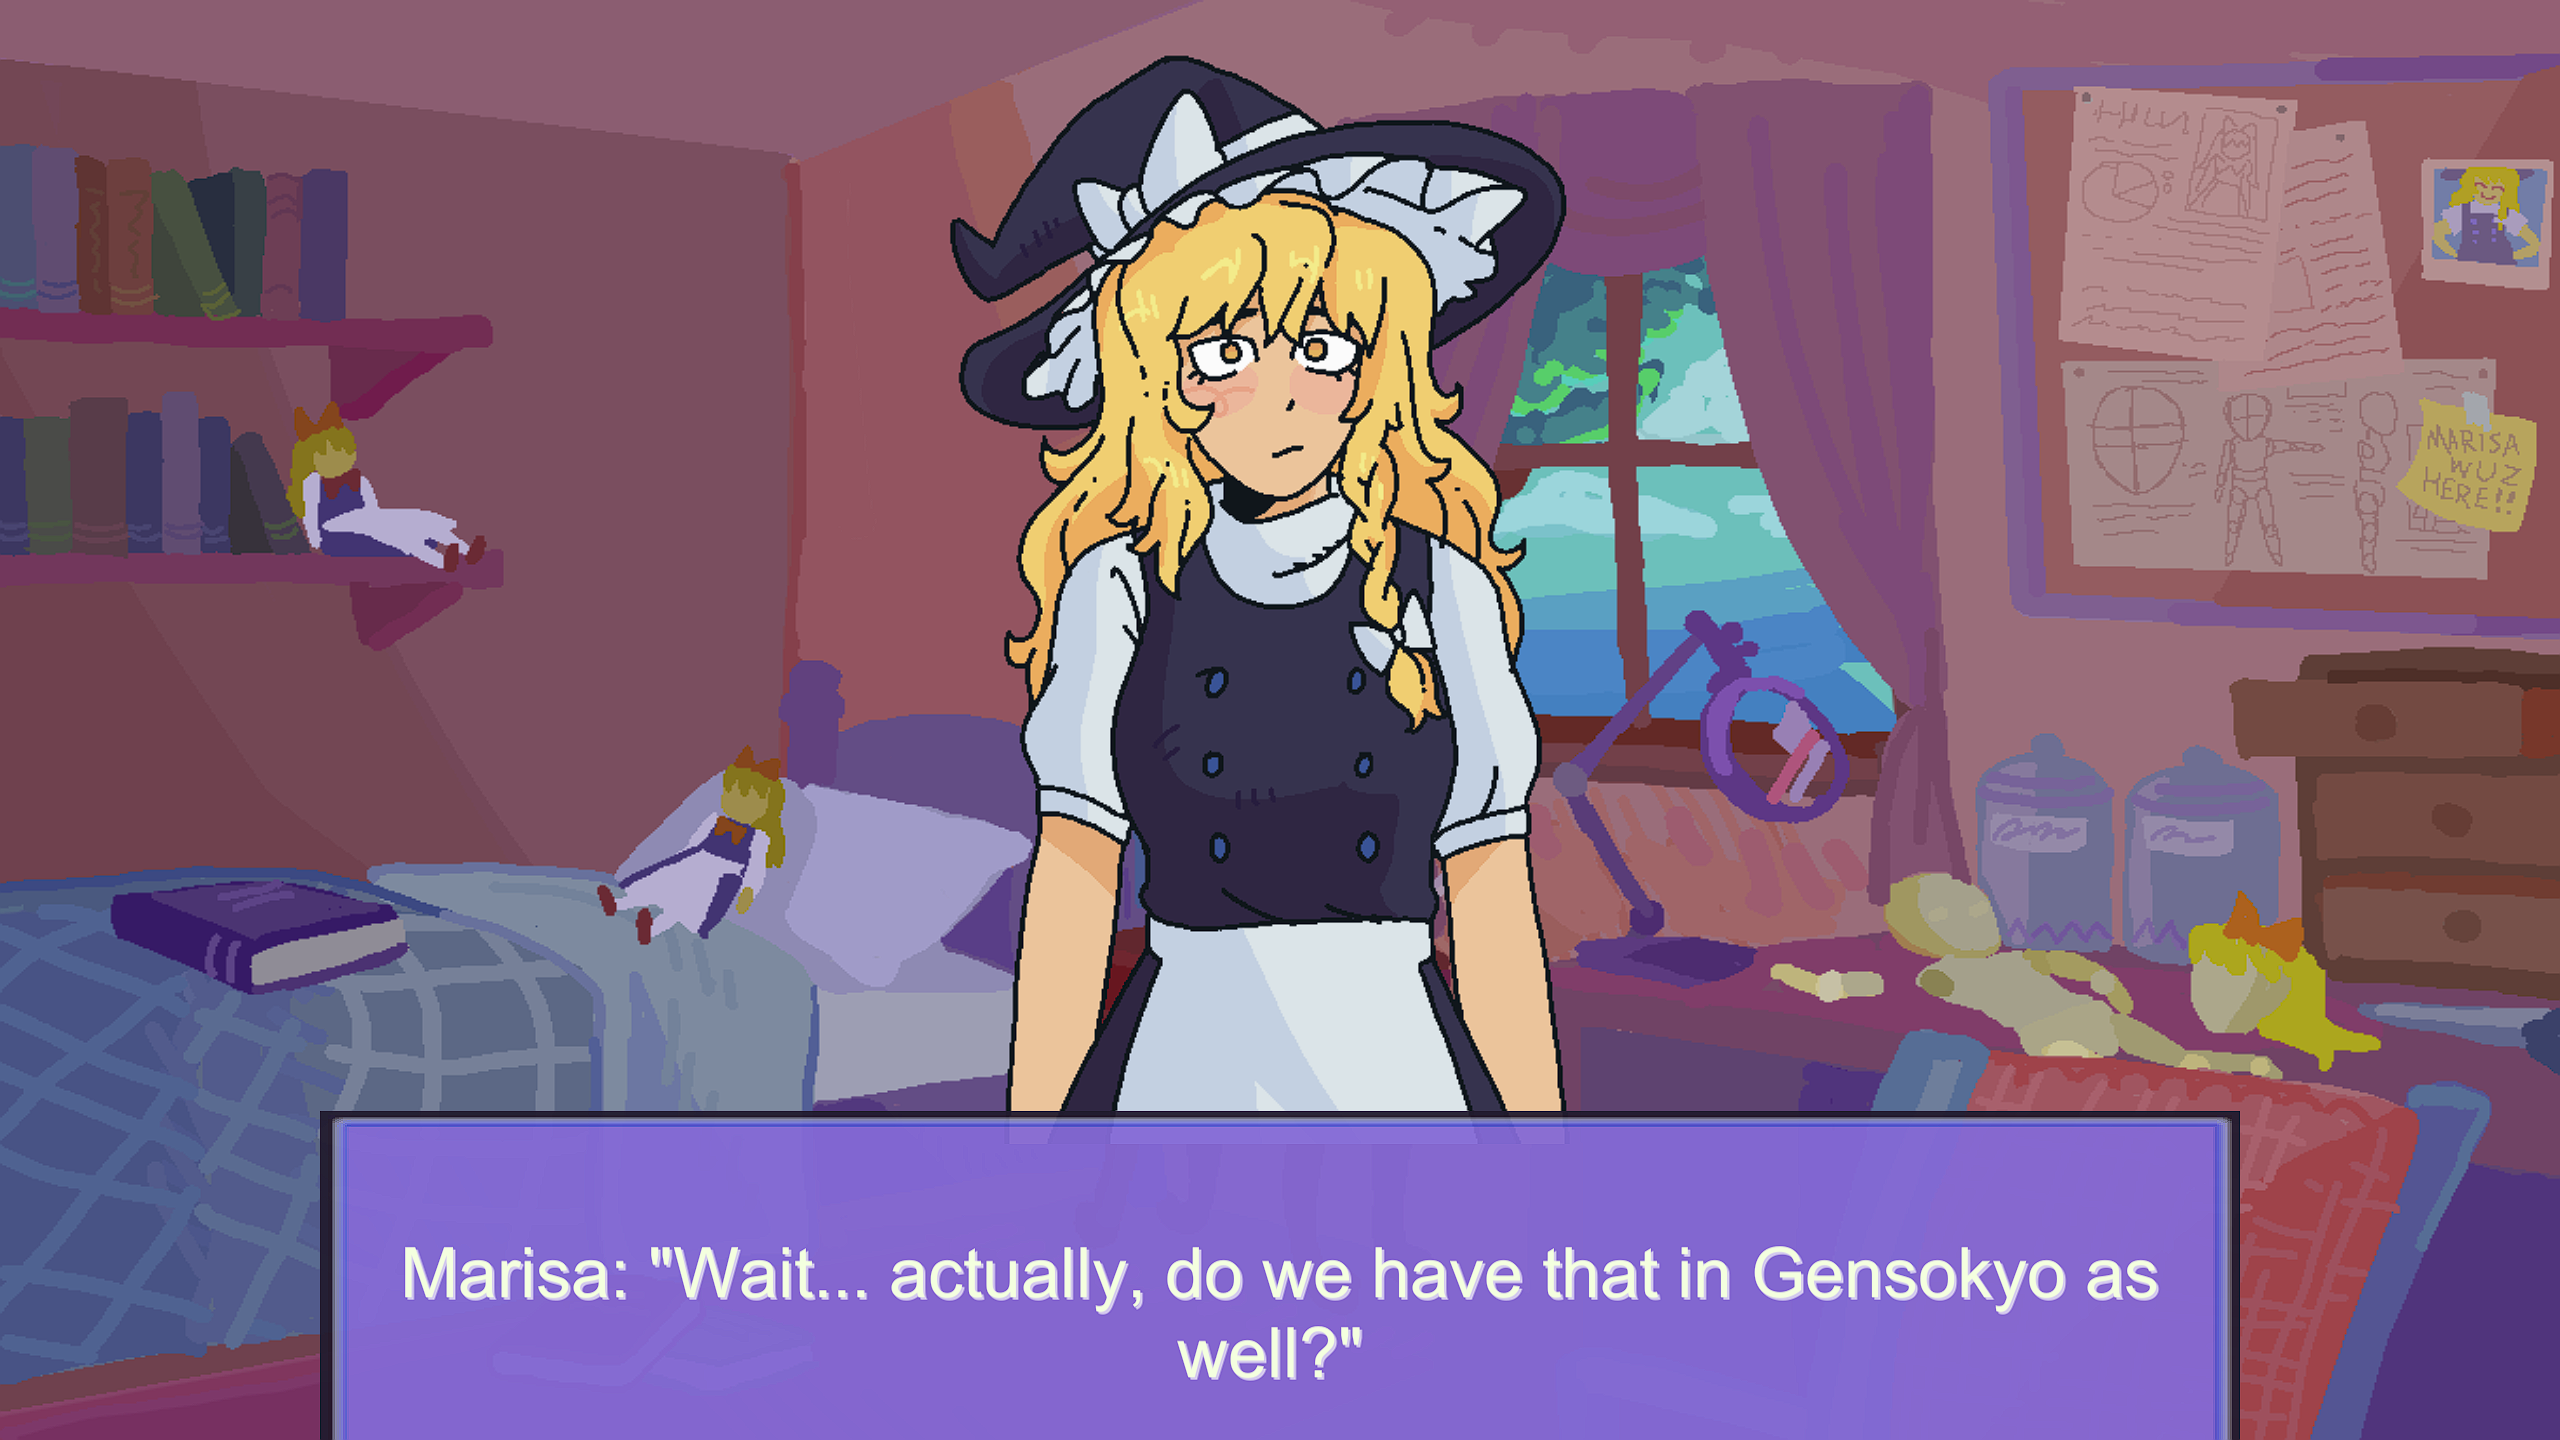 MARISA
WUZ
HERE!!
Marisa: "Wait... actually, do we have that in Gensokyo as
well?"